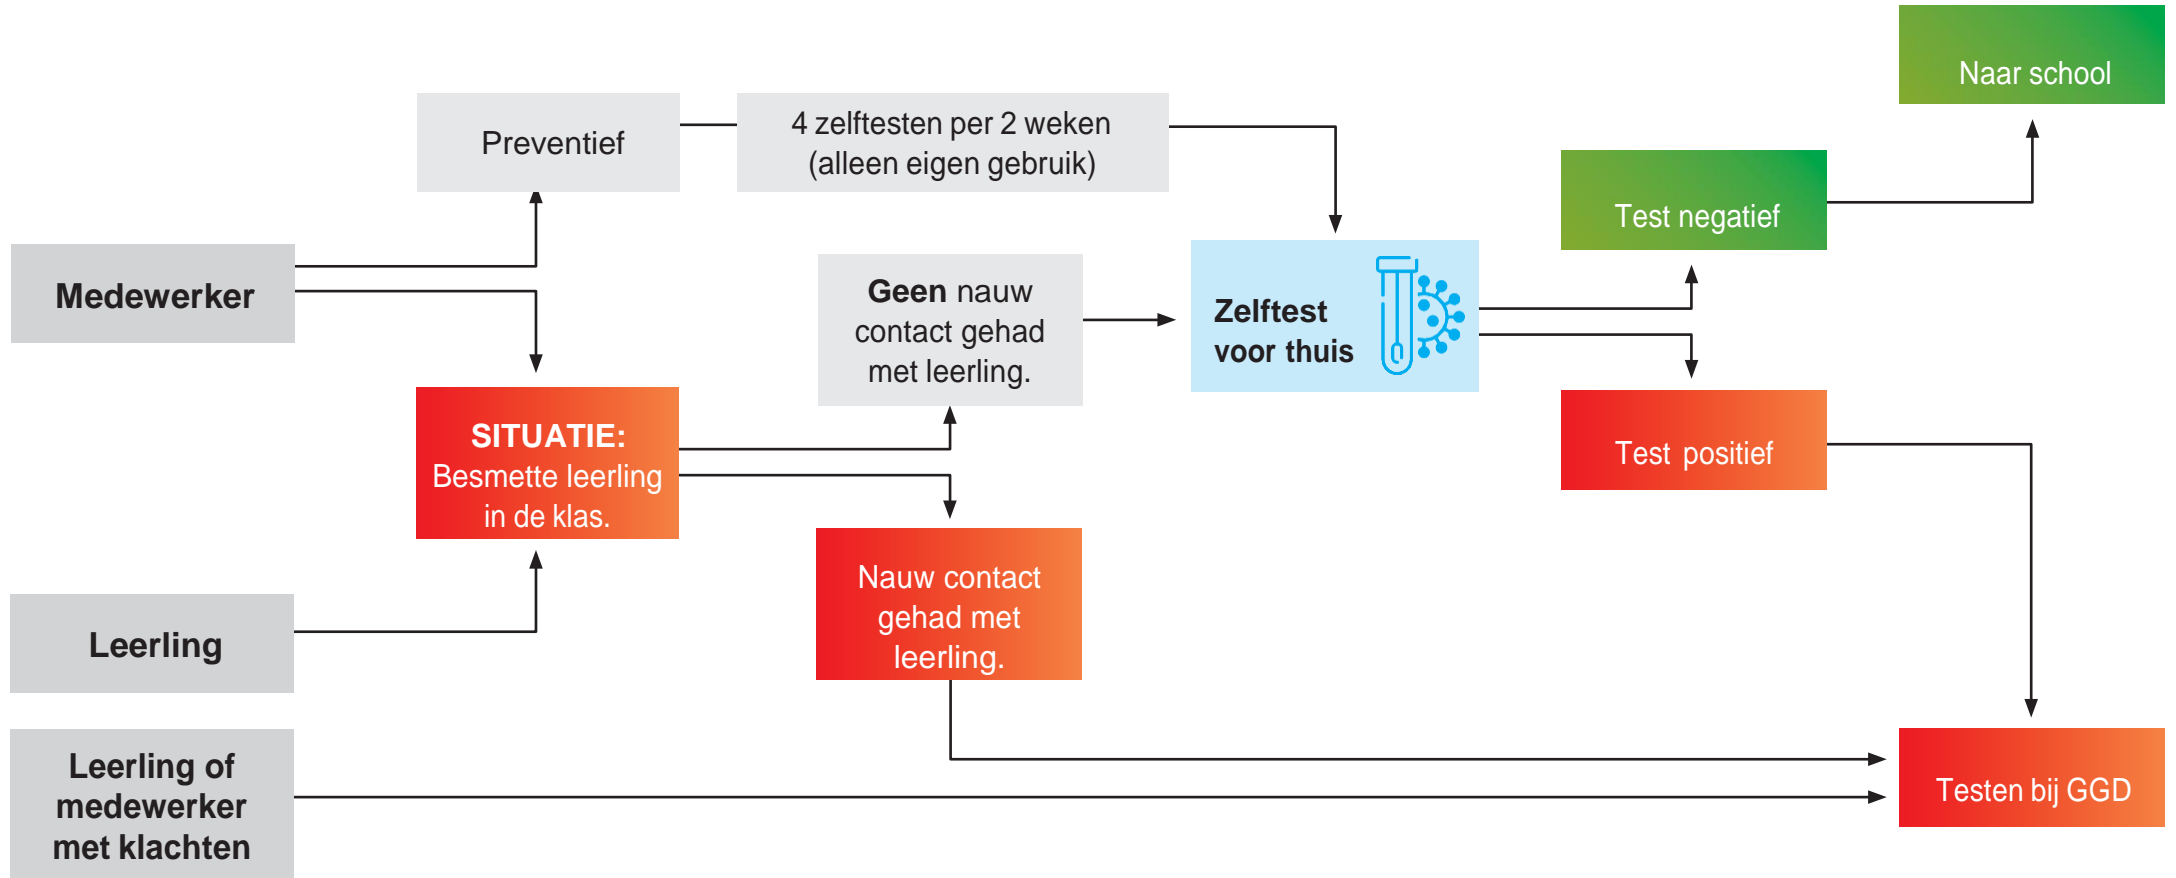 Naar school
Preventief
4 zelftesten per 2 weken
(alleen eigen gebruik)
Test negatief
Medewerker
Geen nauw
contact gehad
met leerling.
Zelftest
voor thuis
SITUATIE:
Besmette leerling
in de klas.
Test positief
Nauw contact
gehad met
leerling.
Leerling
Leerling of
medewerker
met klachten
Testen bij GGD